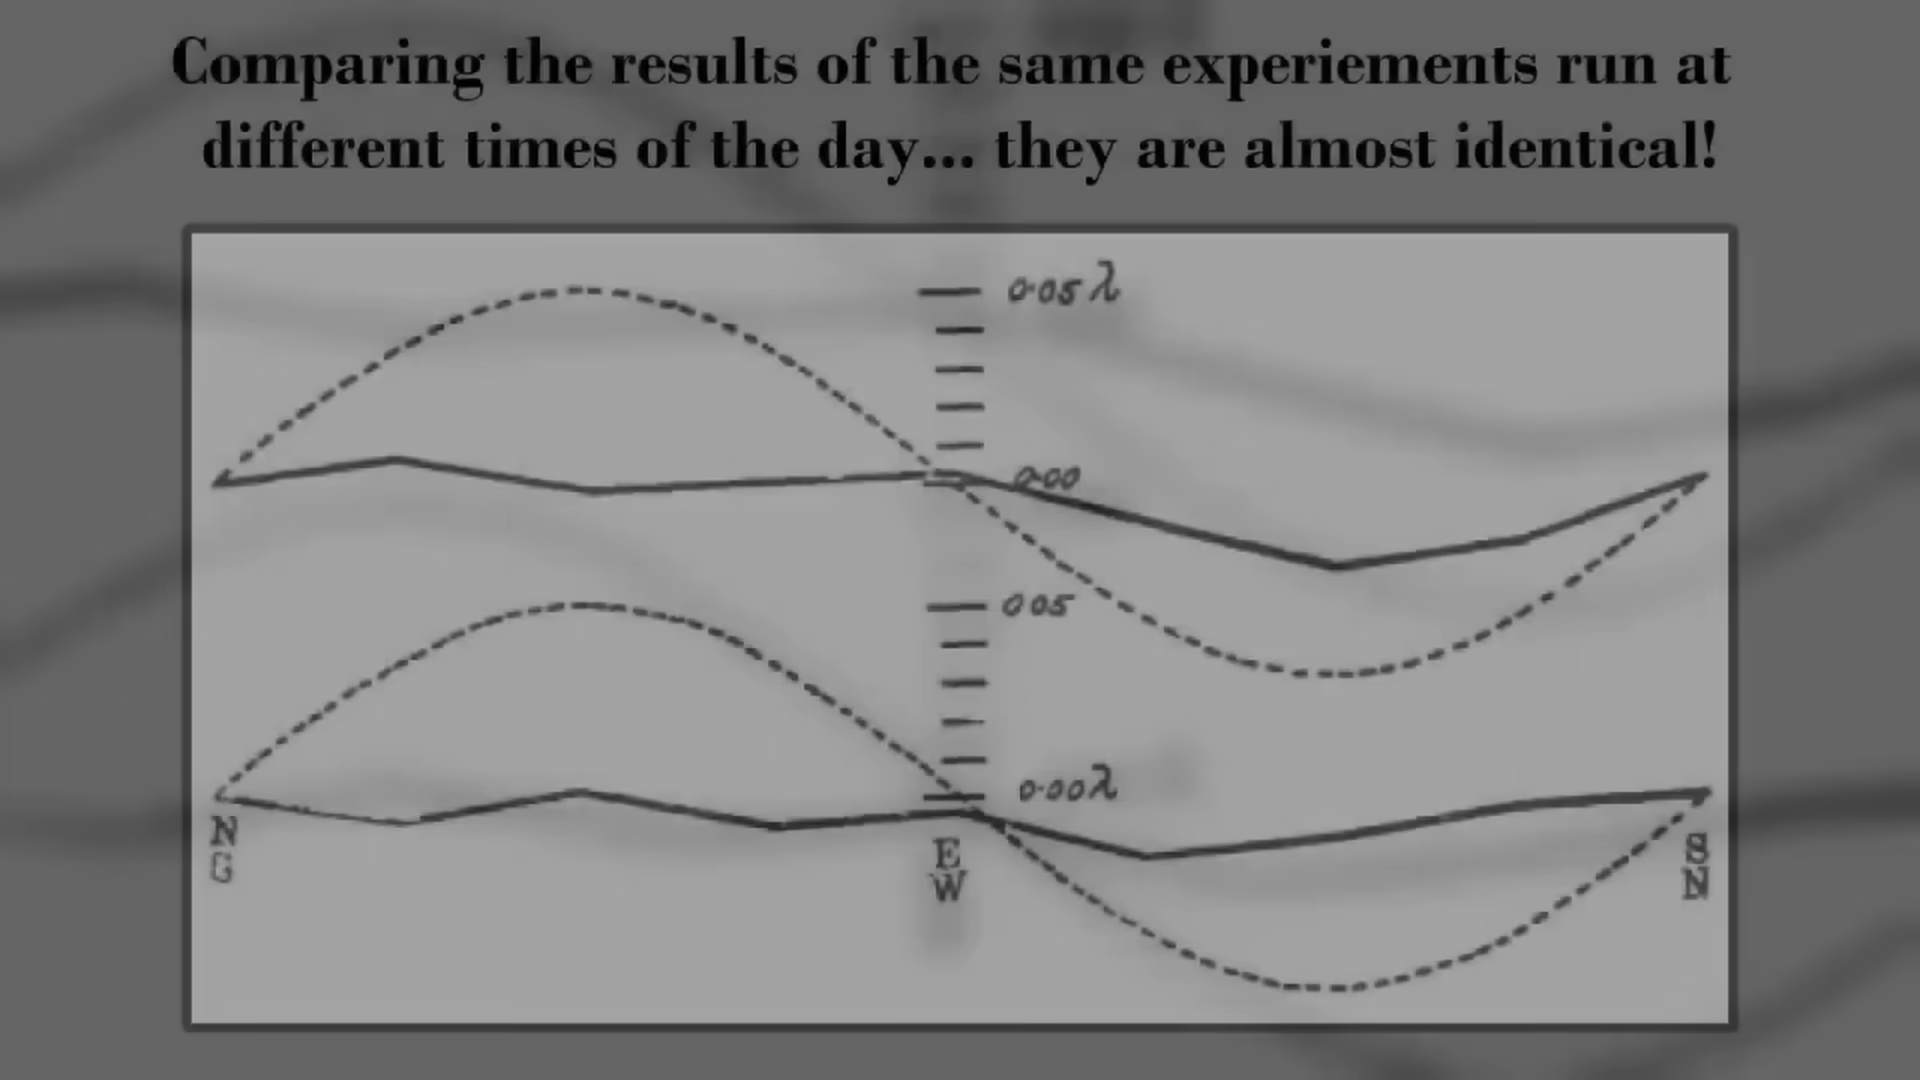 Comparing the results of the same experiements run at
different times of the day... they are almost identical!
0.05 λ
0.00
0.05
0.00λ
N
G
E
W
S
N